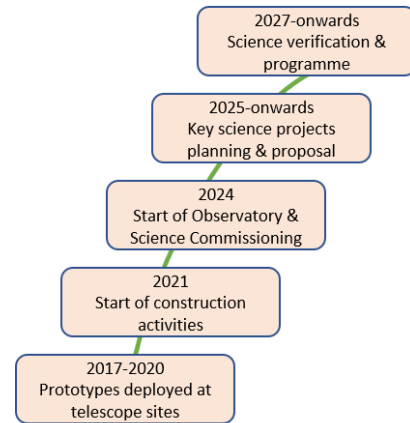 2027-onwards
Science verification &
programme
2025-onwards
Key science projects
planning & proposal
2024
Start of Observatory &
Science Commissioning
2021
Start of construction
activities
2017-2020
Prototypes deployed at
telescope sites